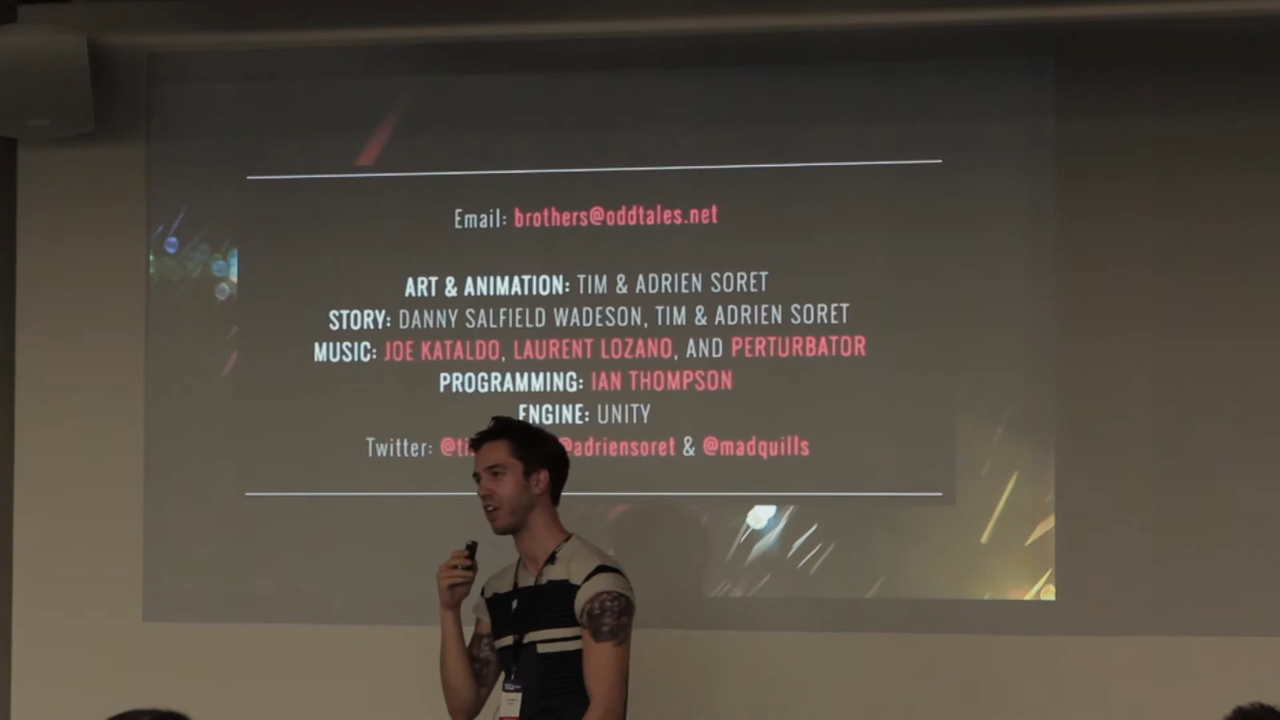 Email: brothers@oddtales.net
ART & ANIMATION: TIM & ADRIEN SORET
STORY: DANNY SALFIELD WADESON, TIM & ADRIEN SORET
MUSIC: JOE KATALDO, LAURENT LOZANO, AND PERTURBATOR
PROGRAMMING: IAN THOMPSON
ENGINE: UNITY
Twitter: @adriensoret & @madquills